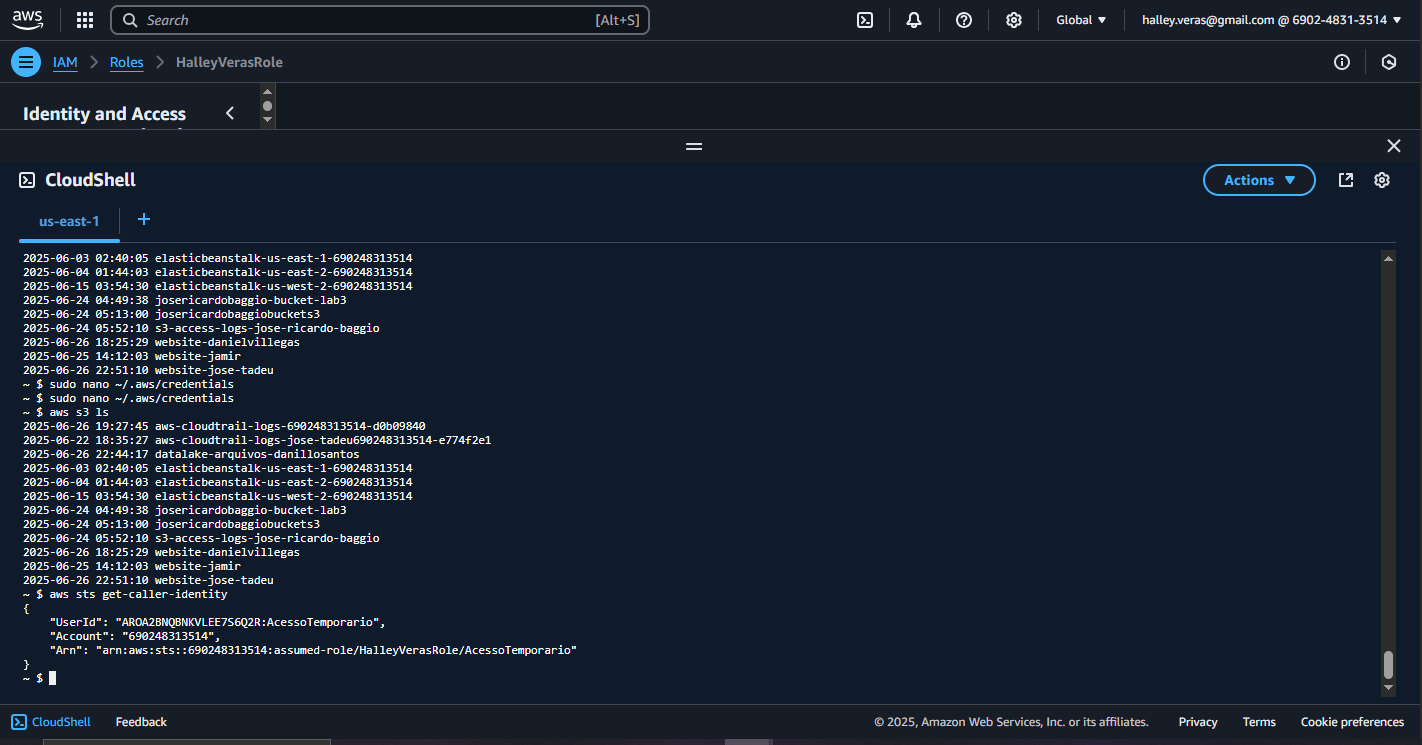 aws
Search
[Alt+S]
Global
halley.veras@gmail.com @ 6902-4831-3514
IAM
Roles
HalleyVerasRole
Identity and Access
CloudShell
Actions
us-east-1
+
2025-06-03 02:40:05 elasticbeanstalk-us-east-1-690248313514
2025-06-04 01:44:03 elasticbeanstalk-us-east-2-690248313514
2025-06-15 03:54:30 elasticbeanstalk-us-west-2-690248313514
2025-06-24 04:49:38 josericardobaggio-bucket-lab3
2025-06-24 05:13:00 josericardobaggiobuckets3
2025-06-24 05:52:10 s3-access-logs-jose-ricardo-baggio
2025-06-26 18:25:29 website-danielvillegas
2025-06-25 14:12:03 website-jamir
2025-06-26 22:51:10 website-jose-tadeu
~ $ sudo nano ~/.aws/credentials
~ $ sudo nano ~/.aws/credentials
~ $ aws s3 ls
2025-06-26 19:27:45 aws-cloudtrail-logs-690248313514-d0b09840
2025-06-22 18:35:27 aws-cloudtrail-logs-jose-tadeu690248313514-e774f2e1
2025-06-26 22:44:17 datalake-arquivos-danillosantos
2025-06-03 02:40:05 elasticbeanstalk-us-east-1-690248313514
2025-06-04 01:44:03 elasticbeanstalk-us-east-2-690248313514
2025-06-15 03:54:30 elasticbeanstalk-us-west-2-690248313514
2025-06-24 04:49:38 josericardobaggio-bucket-lab3
2025-06-24 05:13:00 josericardobaggiobuckets3
2025-06-24 05:52:10 s3-access-logs-jose-ricardo-baggio
2025-06-26 18:25:29 website-danielvillegas
2025-06-25 14:12:03 website-jamir
2025-06-26 22:51:10 website-jose-tadeu
~ $ aws sts get-caller-identity
{
    "UserId": "AROA2BNQBNKVLEE7S6Q2R:AcessoTemporario",
    "Account": "690248313514",
    "Arn": "arn:aws:sts::690248313514:assumed-role/HalleyVerasRole/AcessoTemporario"
}
~ $
CloudShell
Feedback
© 2025, Amazon Web Services, Inc. or its affiliates.
Privacy
Terms
Cookie preferences